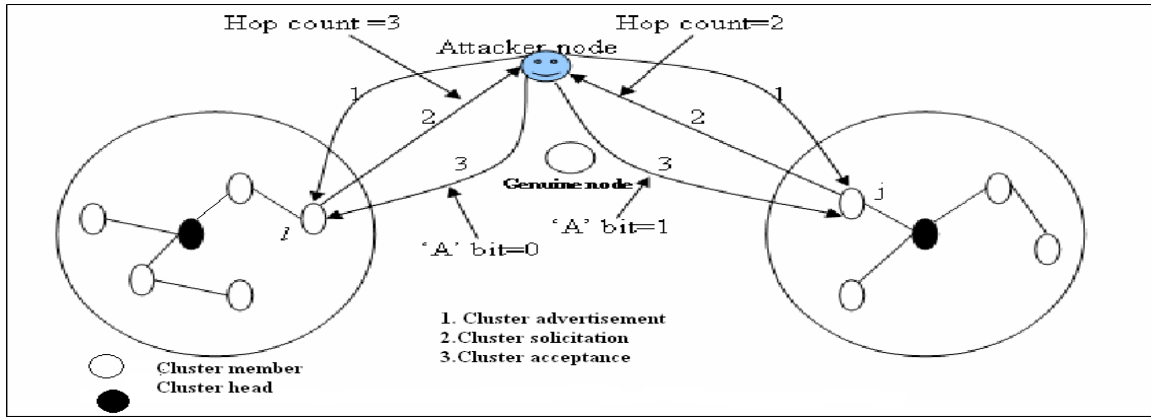 Hop count =3
Hop count=2
Attacker node
1
1
2
2
3
3
Genuine node
j
l
'A' bit=0
'A' bit=1
1. Cluster advertisement
2.Cluster solicitation
3.Cluster acceptance
Cluster member
Cluster head